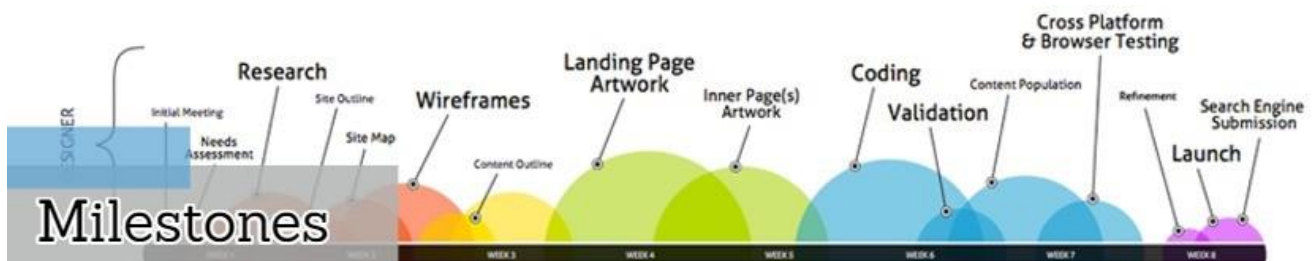 Cross Platform
& Browser Testing
Landing Page
Artwork
Research
Coding
Site Outline
Wireframes
Inner Page(s)
Artwork
Content Population
Refinement
Search Engine
Submission
Initial Meeting
Validation
Needs
Assessment
Site Map
Content Outline
Launch
Milestones
WEEK 3
WEEK 4
WEEK 5
WEEK 6
WEEK 7
WEEK 8